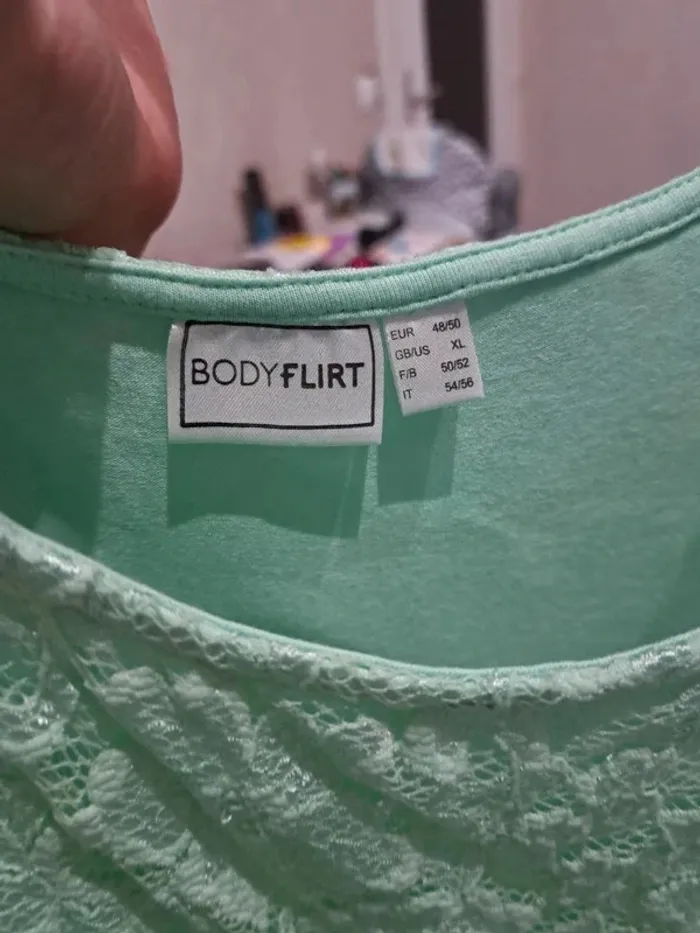 BODYFLIRT
EUR 48/50
GB/US XL
F/B 50/52
IT 54/56